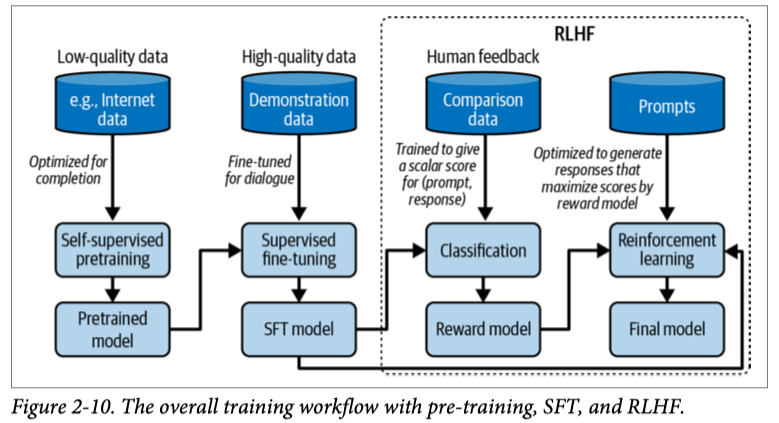 RLHF
Low-quality data
High-quality data
Human feedback
e.g., Internet
data
Demonstration
data
Comparison
data
Prompts
Optimized for
completion
Fine-tuned
for dialogue
Trained to give
a scalar score
for (prompt,
response)
Optimized to generate
responses that
maximize scores by
reward model
Self-supervised
pretraining
Supervised
fine-tuning
Classification
Reinforcement
learning
Pretrained
model
SFT model
Reward model
Final model
Figure 2-10. The overall training workflow with pre-training, SFT, and RLHF.